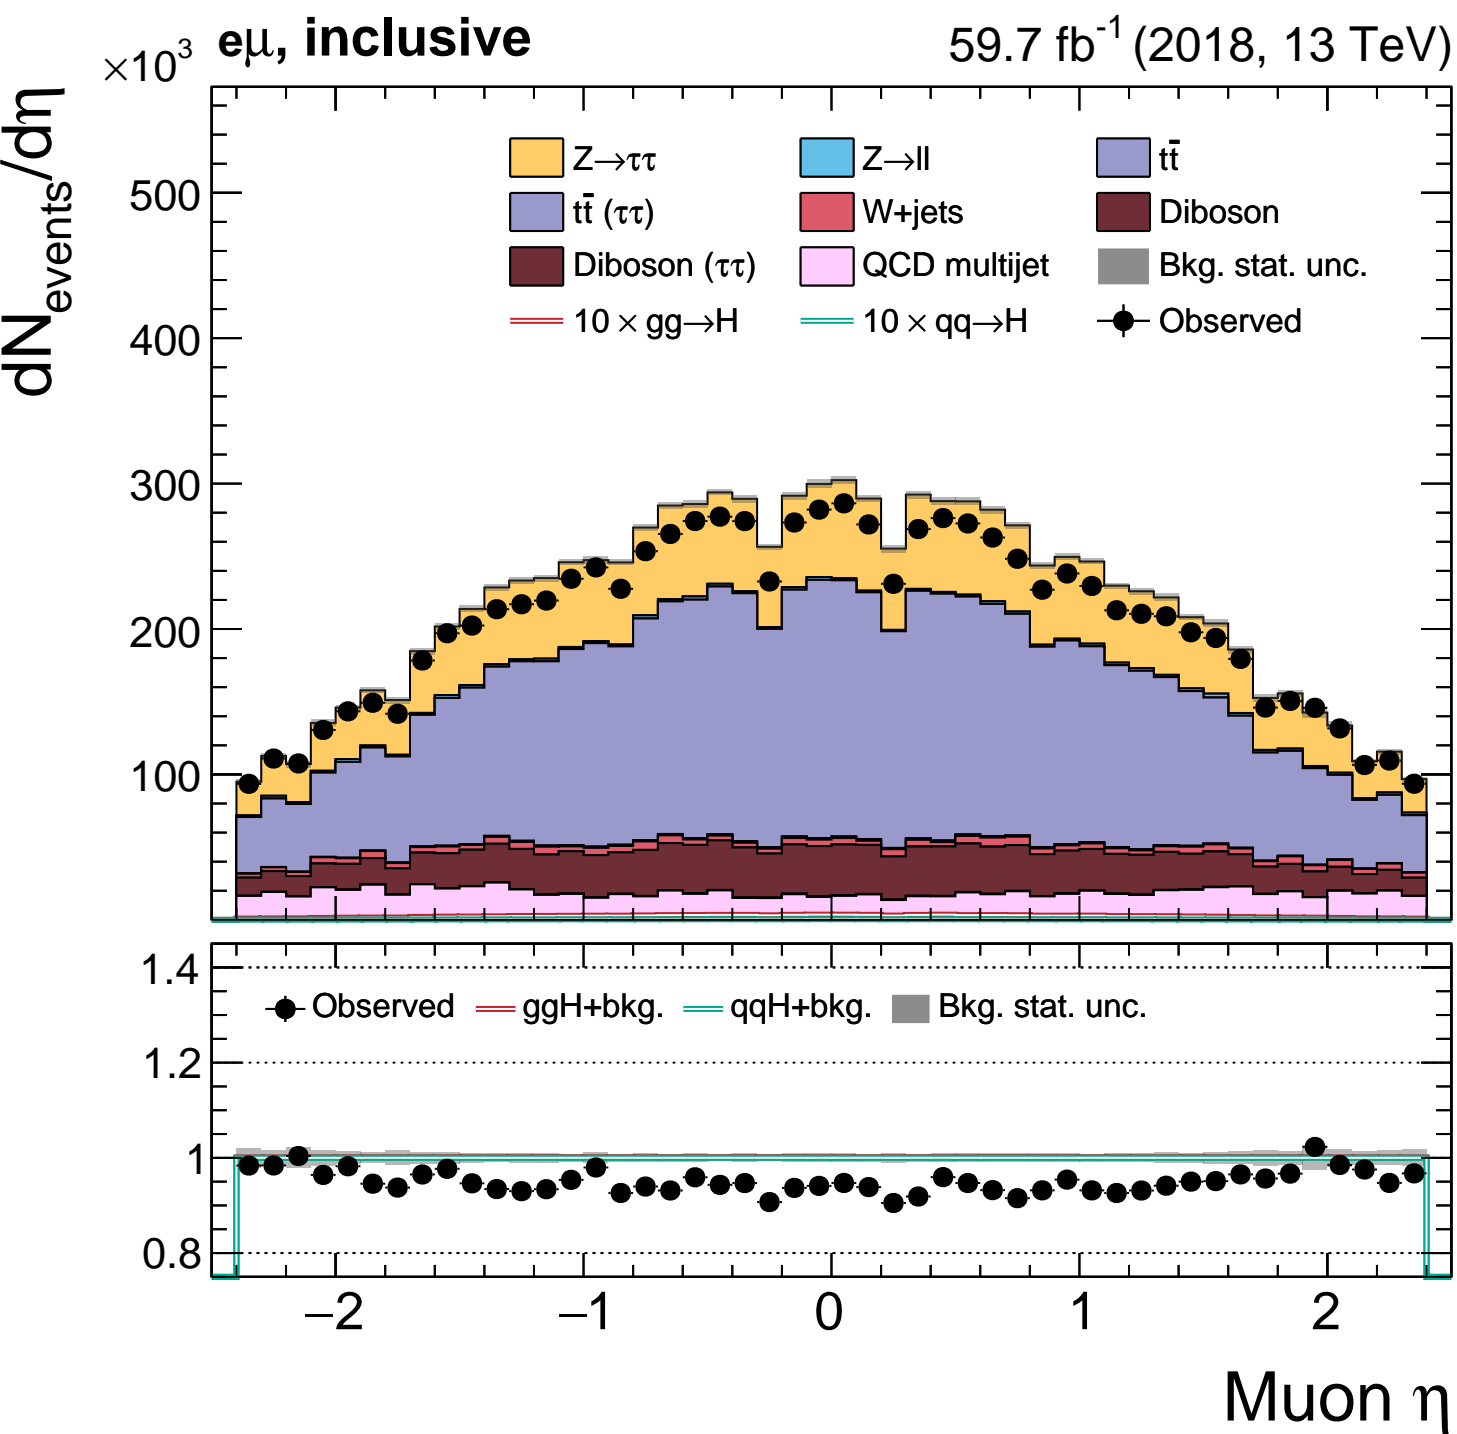 ×10³ eμ, inclusive 59.7 fb⁻¹ (2018, 13 TeV)
dN_events/dη
500
400
300
200
100
Z→ττ Z→ll tt̄
tt̄ (ττ) W+jets Diboson
Diboson (ττ) QCD multijet Bkg. stat. unc.
10 × gg→H 10 × qq→H Observed
1.4
1.2
1
0.8
Observed ggH+bkg. qqH+bkg. Bkg. stat. unc.
−2 −1 0 1 2
Muon η